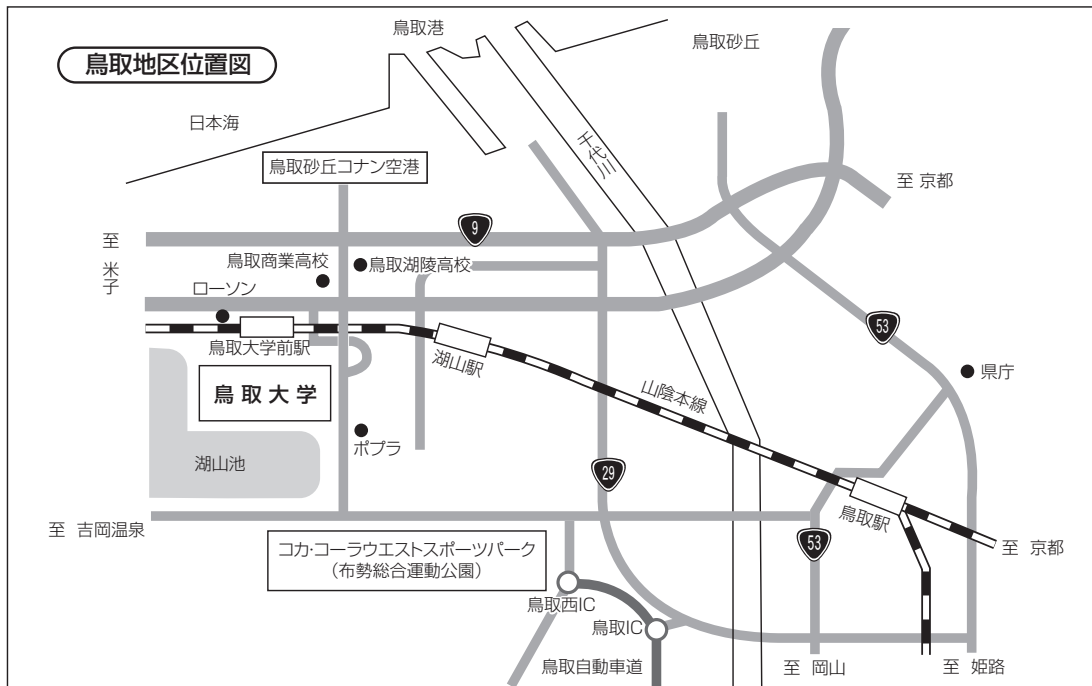 鳥取地区位置図
鳥取港
鳥取砂丘
日本海
千代川
鳥取砂丘コナン空港
至 京都
9
至 米子
鳥取商業高校
鳥取湖陵高校
ローソン
53
鳥取大学前駅
湖山駅
県庁
鳥取大学
山陰本線
ポプラ
湖山池
29
鳥取駅
至 吉岡温泉
53
至 京都
コカ・コーラウエストスポーツパーク
(布勢総合運動公園)
鳥取西IC
鳥取IC
鳥取自動車道
至 岡山
至 姫路